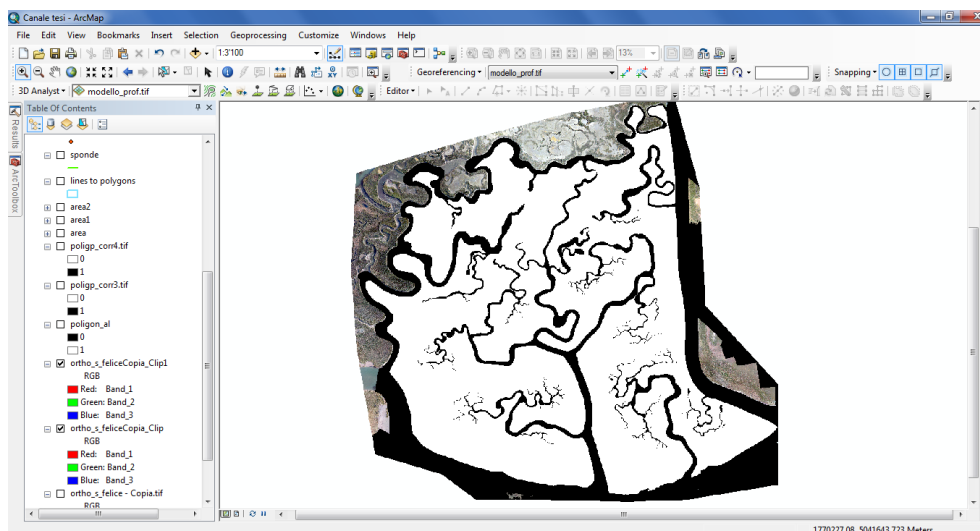 Canale tesi - ArcMap
File Edit View Bookmarks Insert Selection Geoprocessing Customize Windows Help
1:3'100
13%
Georeferencing
modello_prof.tif
Snapping
3D Analyst
modello_prof.tif
Editor
Table Of Contents
Results
ArcToolbox
sponde
lines to polygons
area2
area1
area
poligp_corr4.tif
0
1
poligp_corr3.tif
0
1
poligon_al
0
1
ortho_s_feliceCopia_Clip1
RGB
Red: Band_1
Green: Band_2
Blue: Band_3
ortho_s_feliceCopia_Clip
RGB
Red: Band_1
Green: Band_2
Blue: Band_3
ortho_s_felice - Copia.tif
RGB
1770227,08 5041643,723 Meters